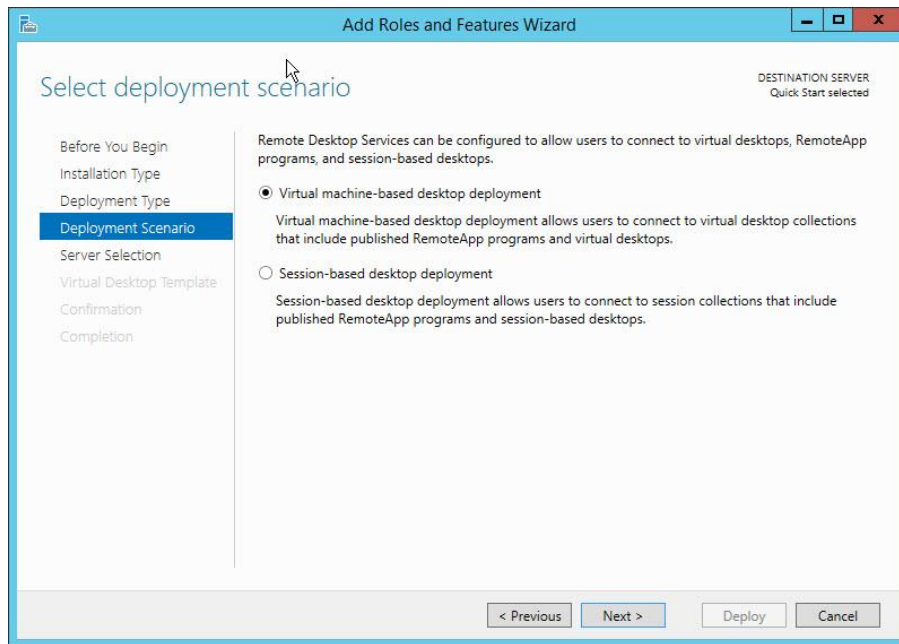 Add Roles and Features Wizard
Select deployment scenario
DESTINATION SERVER
Quick Start selected
Before You Begin
Installation Type
Deployment Type
Deployment Scenario
Server Selection
Virtual Desktop Template
Confirmation
Completion
Remote Desktop Services can be configured to allow users to connect to virtual desktops, RemoteApp
programs, and session-based desktops.
Virtual machine-based desktop deployment
Virtual machine-based desktop deployment allows users to connect to virtual desktop collections
that include published RemoteApp programs and virtual desktops.
Session-based desktop deployment
Session-based desktop deployment allows users to connect to session collections that include
published RemoteApp programs and session-based desktops.
< Previous Next > Deploy Cancel